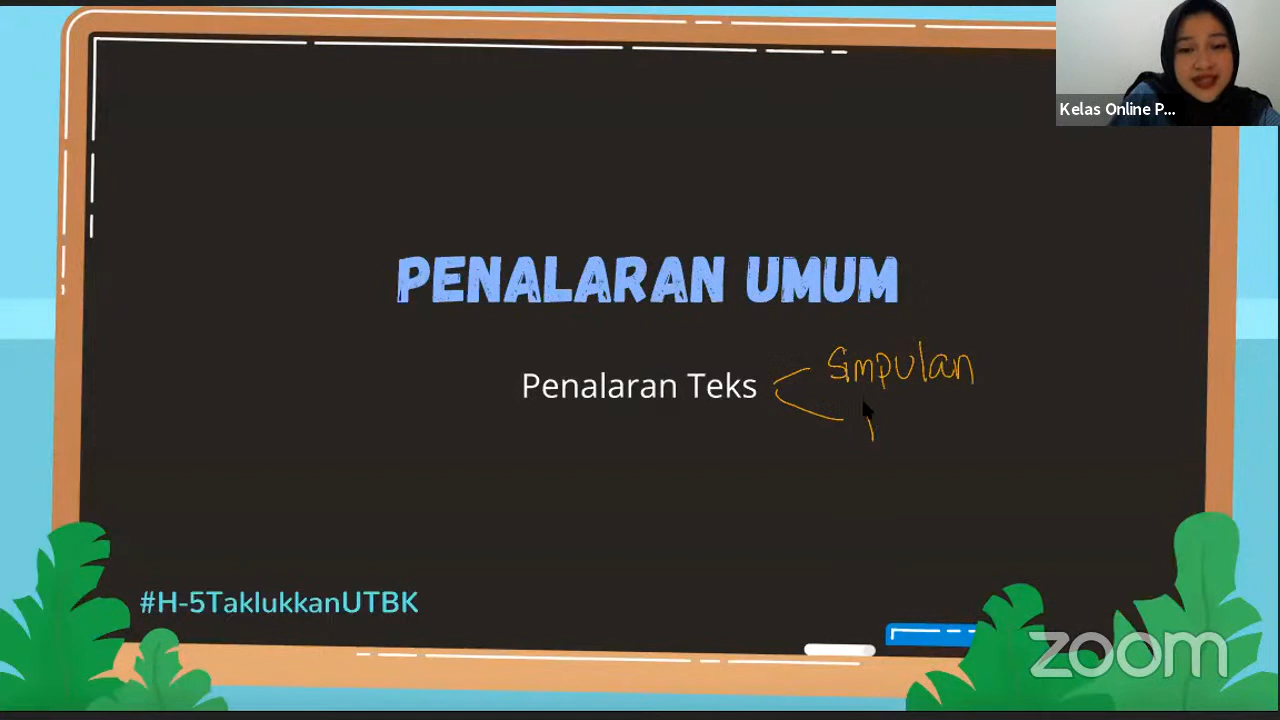 Kelas Online P...
PENALARAN UMUM
Simpulan
Penalaran Teks
#H-5TaklukkanUTBK
zoom